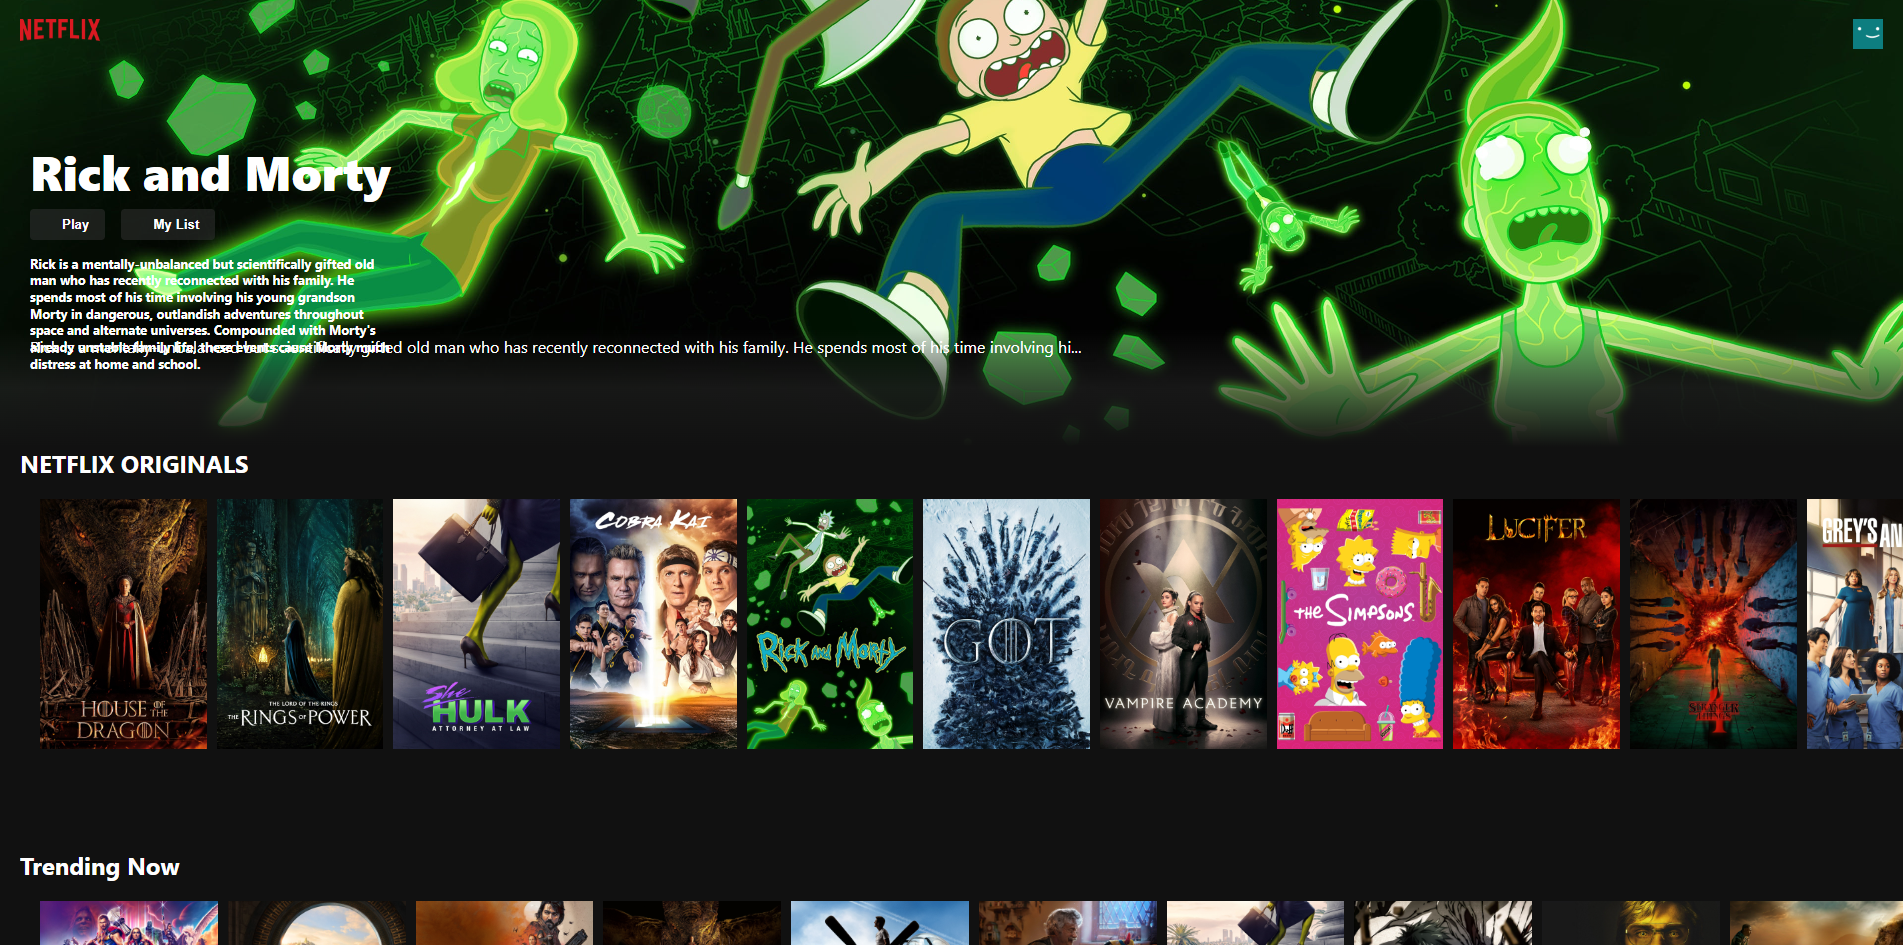 NETFLIX
Rick and Morty
Play
My List
Rick is a mentally-unbalanced but scientifically gifted old
man who has recently reconnected with his family. He
spends most of his time involving his young grandson
Morty in dangerous, outlandish adventures throughout
space and alternate universes. Compounded with Morty's
already unstable family life, these events cause Morty much
distress at home and school.
Rick is a mentally-unbalanced but scientifically gifted old man who has recently reconnected with his family. He spends most of his time involving hi...
NETFLIX ORIGINALS
HOUSE OF THE
DRAGON
THE LORD OF THE RINGS
THE RINGS OF POWER
She
HULK
ATTORNEY AT LAW
COBRA KAI
RICK AND MORTY
GOT
VAMPIRE ACADEMY
THE SIMPSONS
LUCIFER
STRANGER
THINGS
4
GREY'S AN
Trending Now